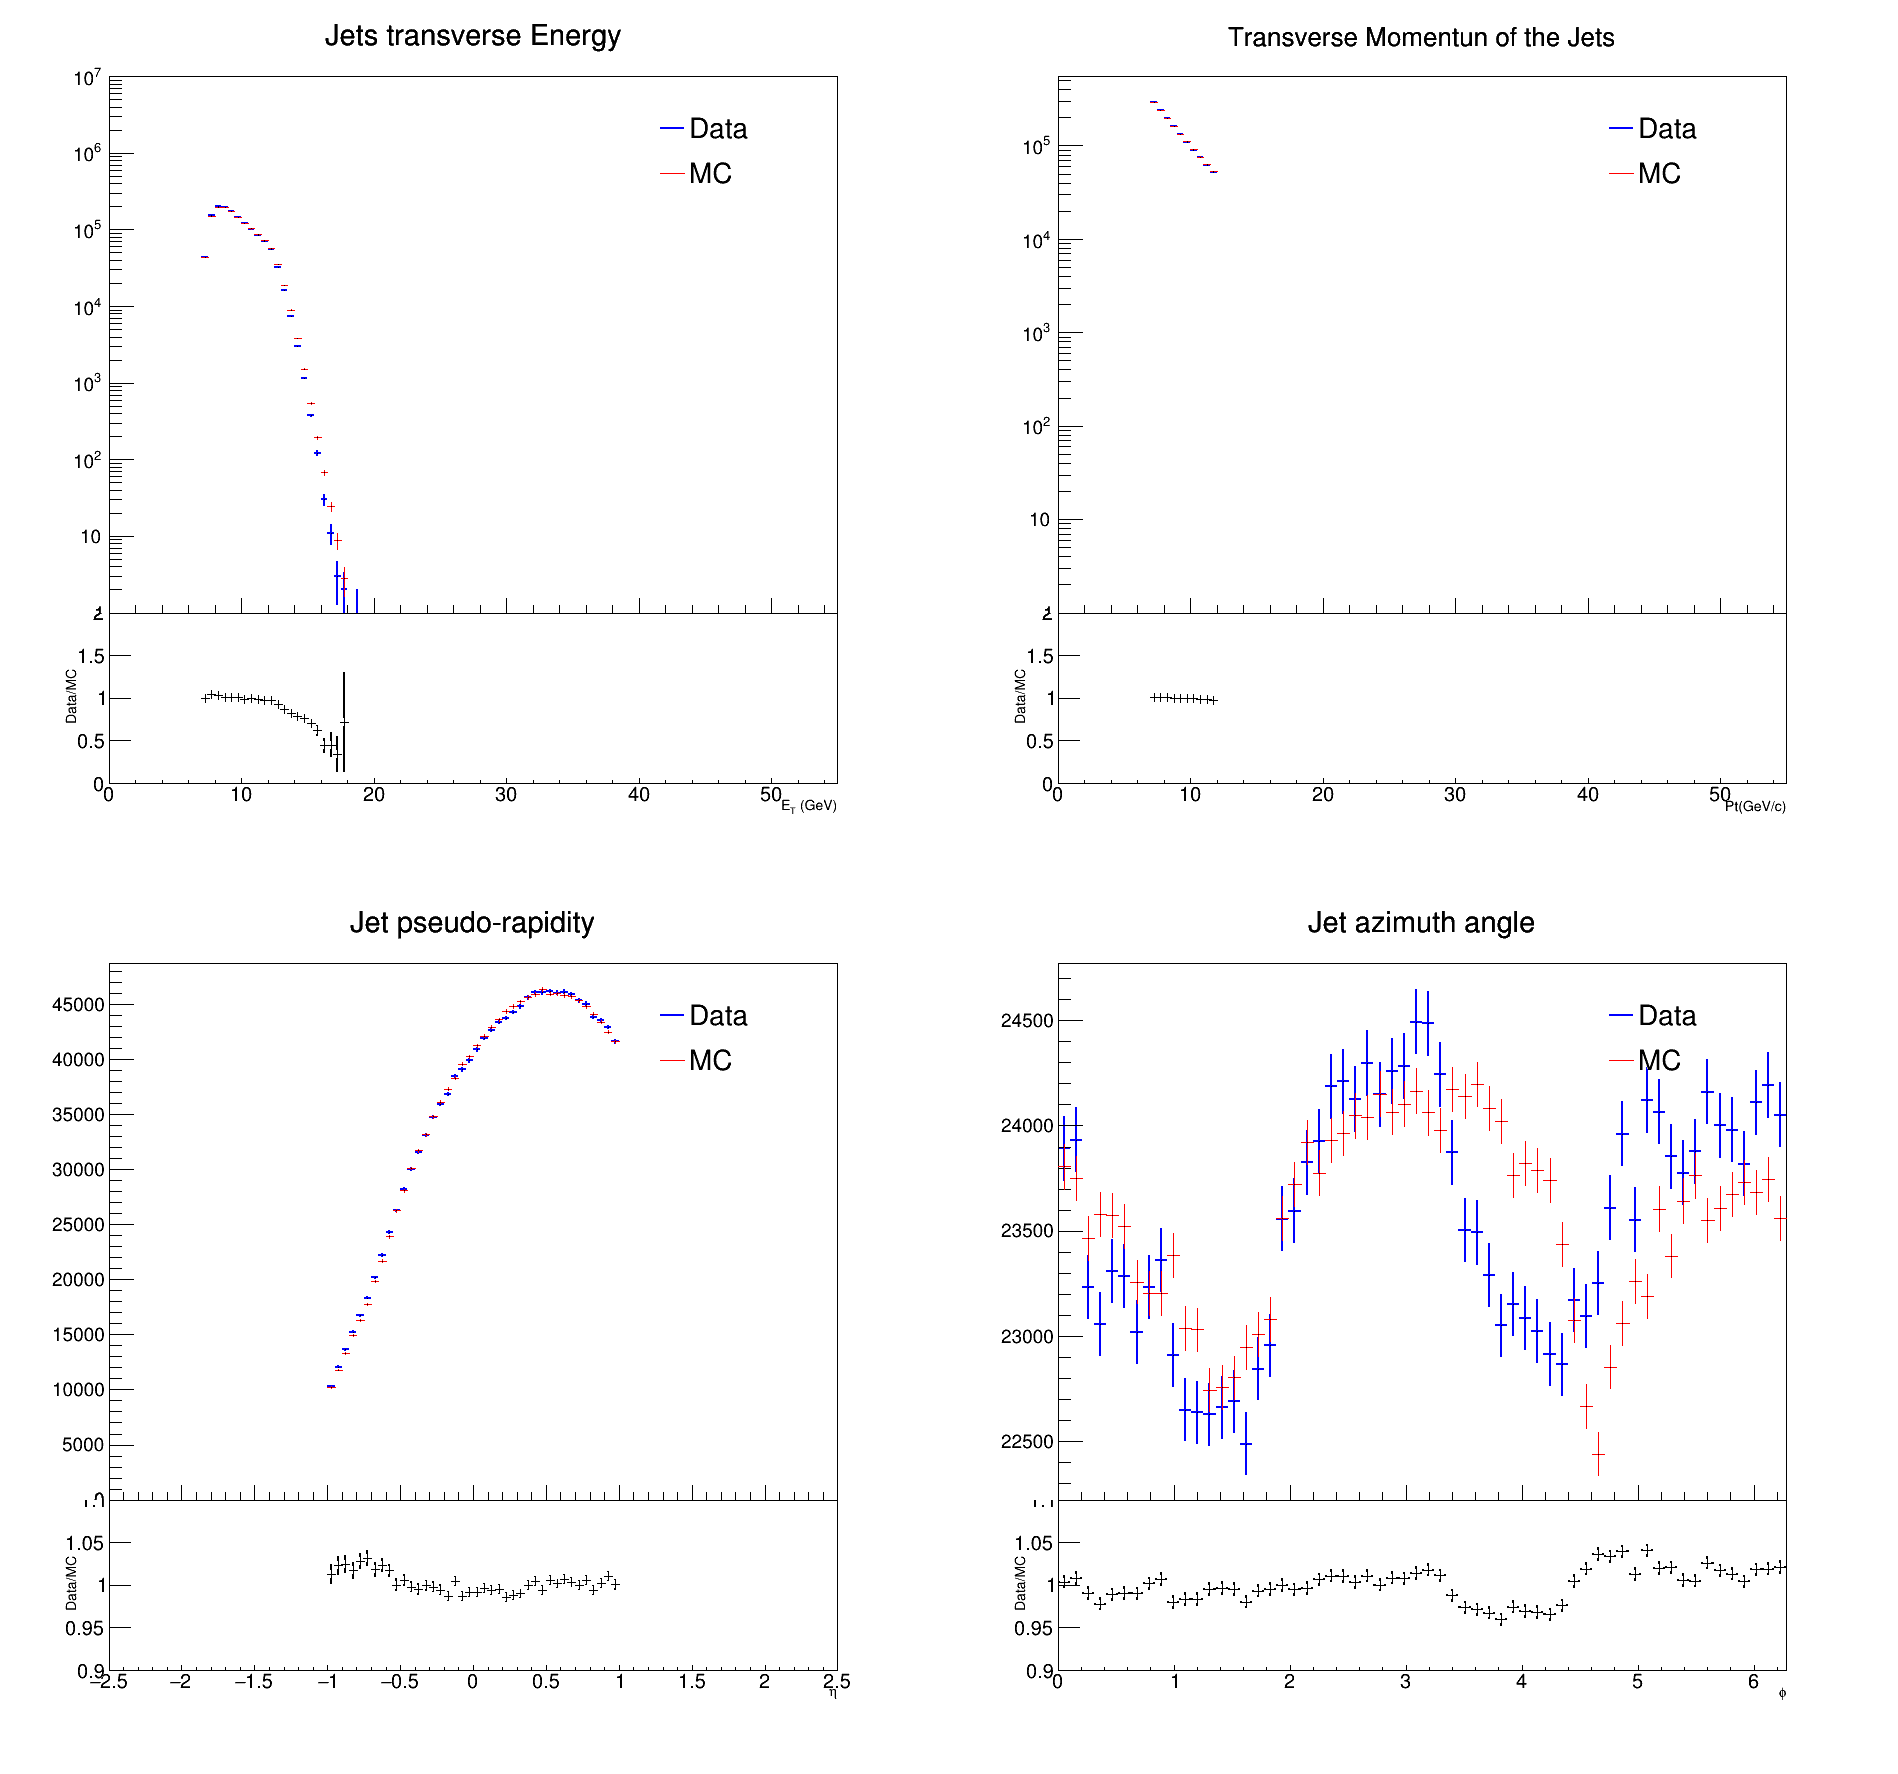 Jets transverse Energy
10^7
10^6
10^5
10^4
10^3
10^2
10
Data
MC
2
1.5
1
0.5
0
Data/MC
0 10 20 30 40 50
E_T (GeV)
Transverse Momentun of the Jets
10^5
10^4
10^3
10^2
10
Data
MC
2
1.5
1
0.5
0
Data/MC
0 10 20 30 40 50
Pt(GeV/c)
Jet pseudo-rapidity
45000
40000
35000
30000
25000
20000
15000
10000
5000
0
Data
MC
1.1
1.05
1
0.95
0.9
Data/MC
−2.5 −2 −1.5 −1 −0.5 0 0.5 1 1.5 2 2.5
η
Jet azimuth angle
24500
24000
23500
23000
22500
Data
MC
1.1
1.05
1
0.95
0.9
Data/MC
0 1 2 3 4 5 6
ϕ